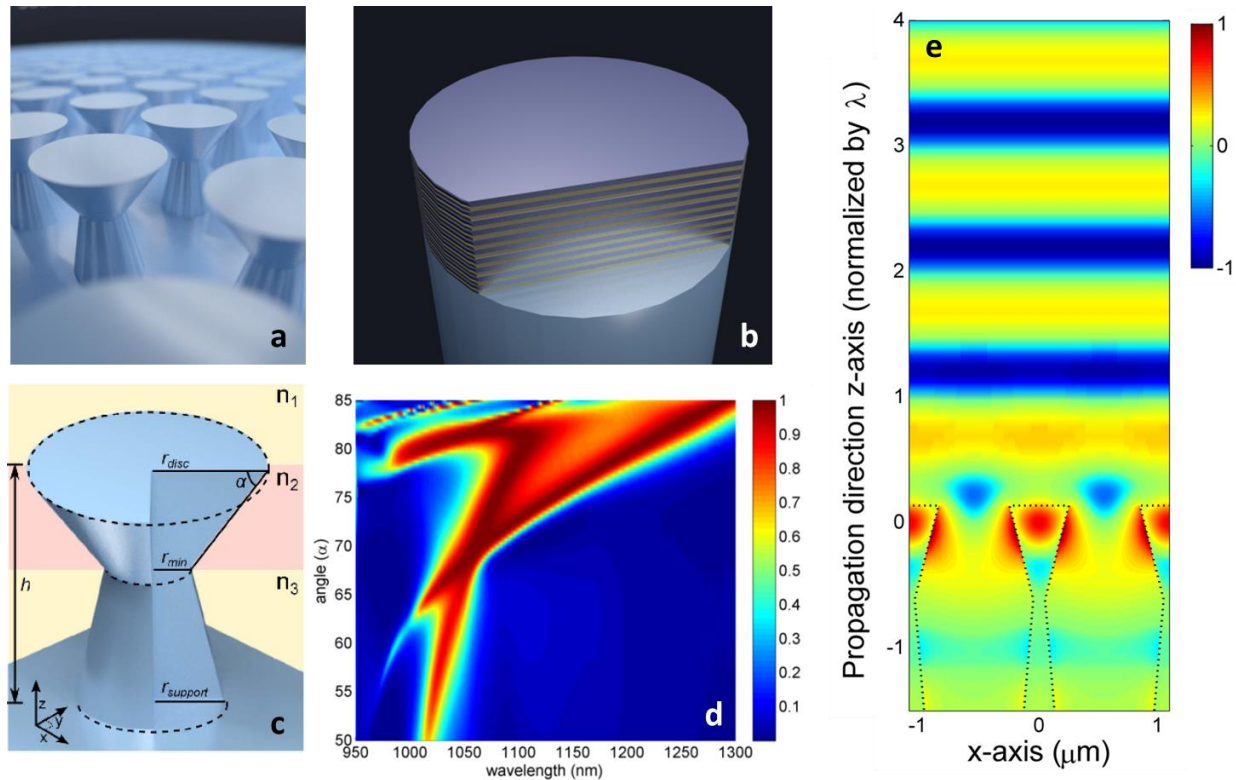 a
b
c
n₁
r_disc
α
n₂
r_min
n₃
h
r_support
z
y
x
d
85
80
75
70
65
60
55
50
angle (α)
950 1000 1050 1100 1150 1200 1250 1300
wavelength (nm)
1
0.9
0.8
0.7
0.6
0.5
0.4
0.3
0.2
0.1
e
Propagation direction z-axis (normalized by λ)
4
3
2
1
0
-1
-1 0 1
x-axis (μm)
1
0
-1